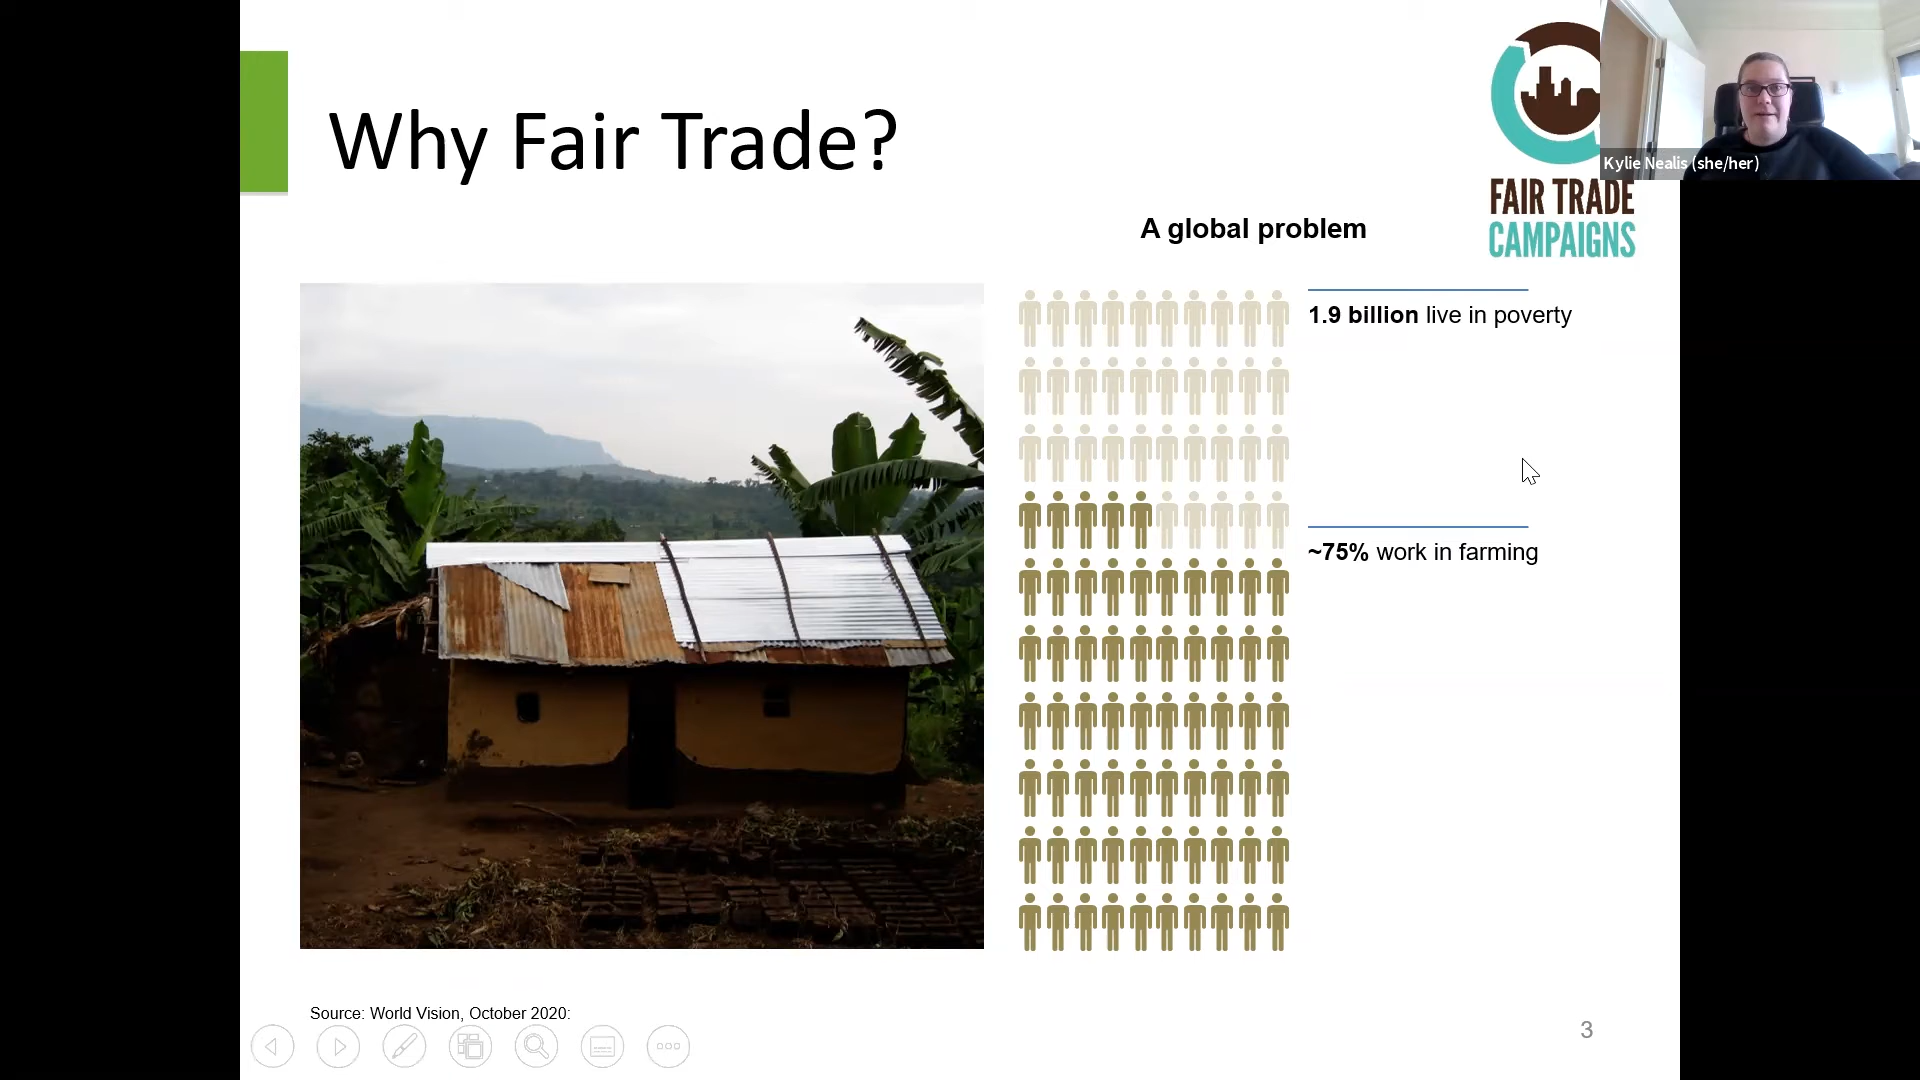 Why Fair Trade?
Kylie Nealis (she/her)
FAIR TRADE
CAMPAIGNS
A global problem
1.9 billion live in poverty
~75% work in farming
Source: World Vision, October 2020:
3